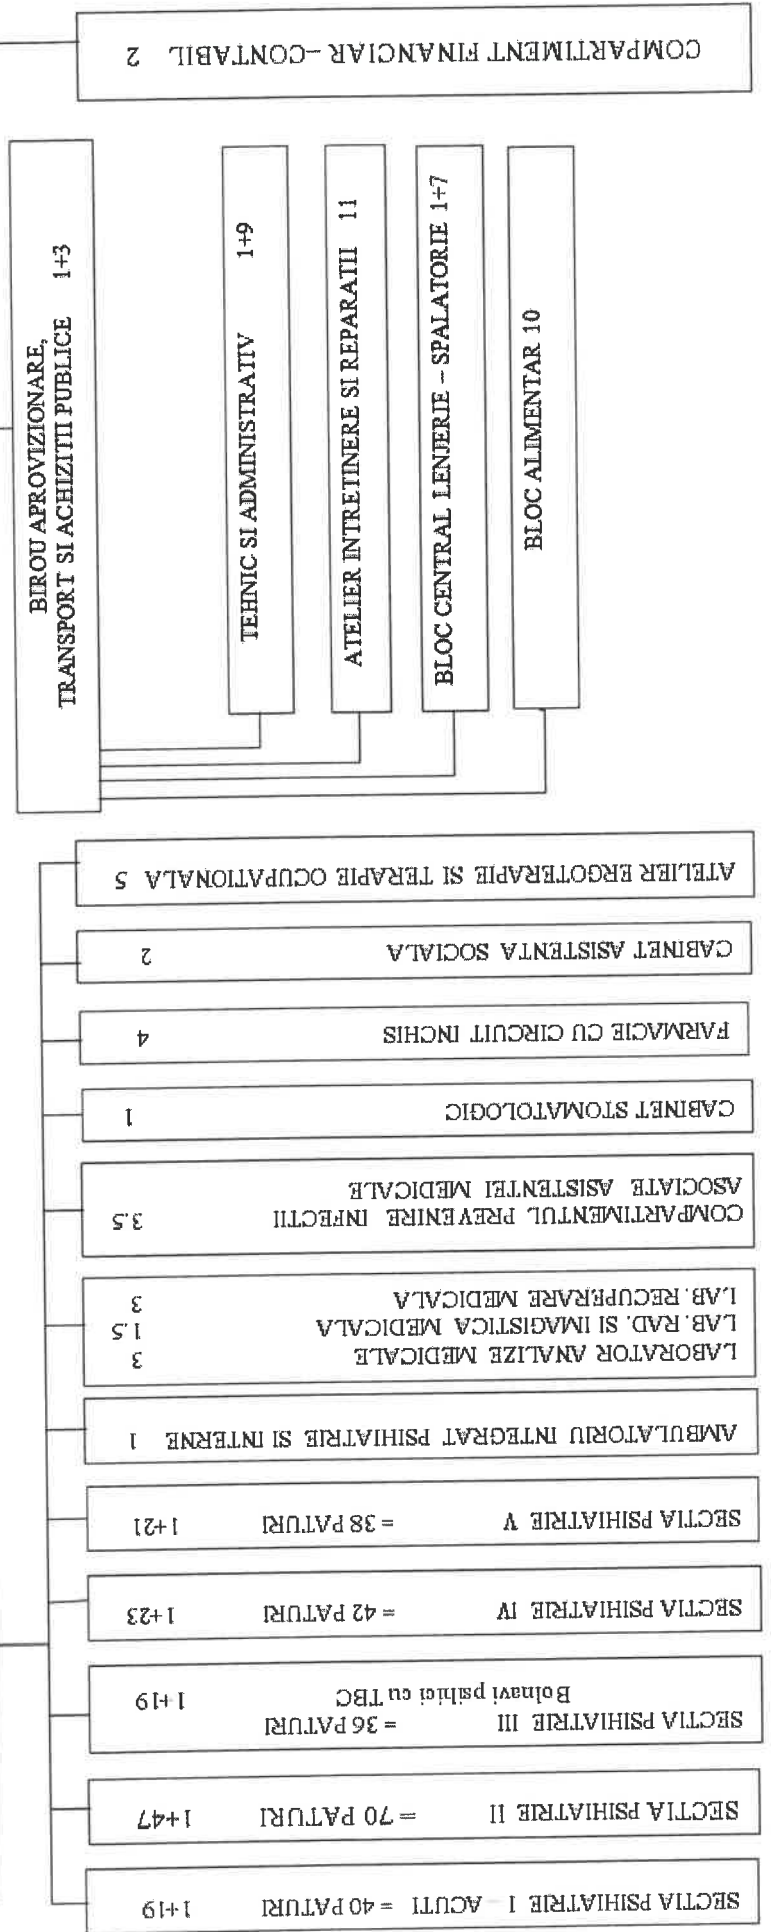 SECTIA PSIHIATRIE I - ACUTI = 40 PATURI 1+19
SECTIA PSIHIATRIE II = 70 PATURI 1+47
SECTIA PSIHIATRIE III = 36 PATURI
Bolnavi psihici cu TBC 1+19
SECTIA PSIHIATRIE IV = 42 PATURI 1+23
SECTIA PSIHIATRIE V = 38 PATURI 1+21
AMBULATORIU INTEGRAT PSIHIATRIE SI INTERNE 1
LABORATOR ANALIZE MEDICALE 3
LAB. RAD. SI IMAGISTICA MEDICALA 1.5
LAB. RECUPERARE MEDICALA 3
COMPARTIMENTUL PREVENIRE INFECTII 3.5
ASOCIATE ASISTENTEI MEDICALE
CABINET STOMATOLOGIC 1
FARMACIE CU CIRCUIT INCHIS 4
CABINET ASISTENTA SOCIALA 2
ATELIER ERGOTERAPIE SI TERAPIE OCUPATIONALA 5
BIROU APROVIZIONARE,
TRANSPORT SI ACHIZITII PUBLICE 1+3
TEHNIC SI ADMINISTRATIV 1+9
ATELIER INTRETINERE SI REPARATII 11
BLOC CENTRAL LENJERIE – SPALATORIE 1+7
BLOC ALIMENTAR 10
COMPARTIMENT FINANCIAR –CONTABIL 2